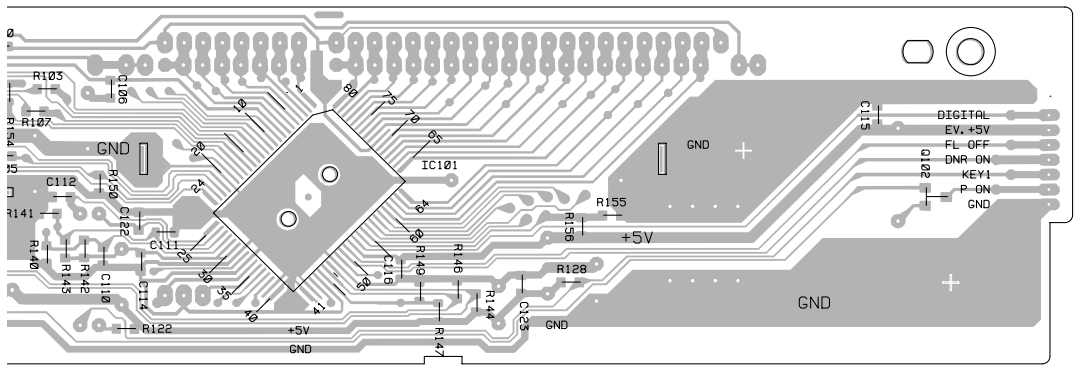 R103
C106
R107
R154
GND
10
1
80
75
70
65
20
24
IC101
GND
C115
DIGITAL
EV.+5V
FL OFF
DNR ON
KEY1
P ON
GND
Q102
C112
R150
R141
C122
C111
25
30
35
40
41
50
60
64
R155
R156
+5V
R140
R143
R142
C110
C114
C116
R149
R146
R128
R144
C123
R147
R122
+5V
GND
GND
GND